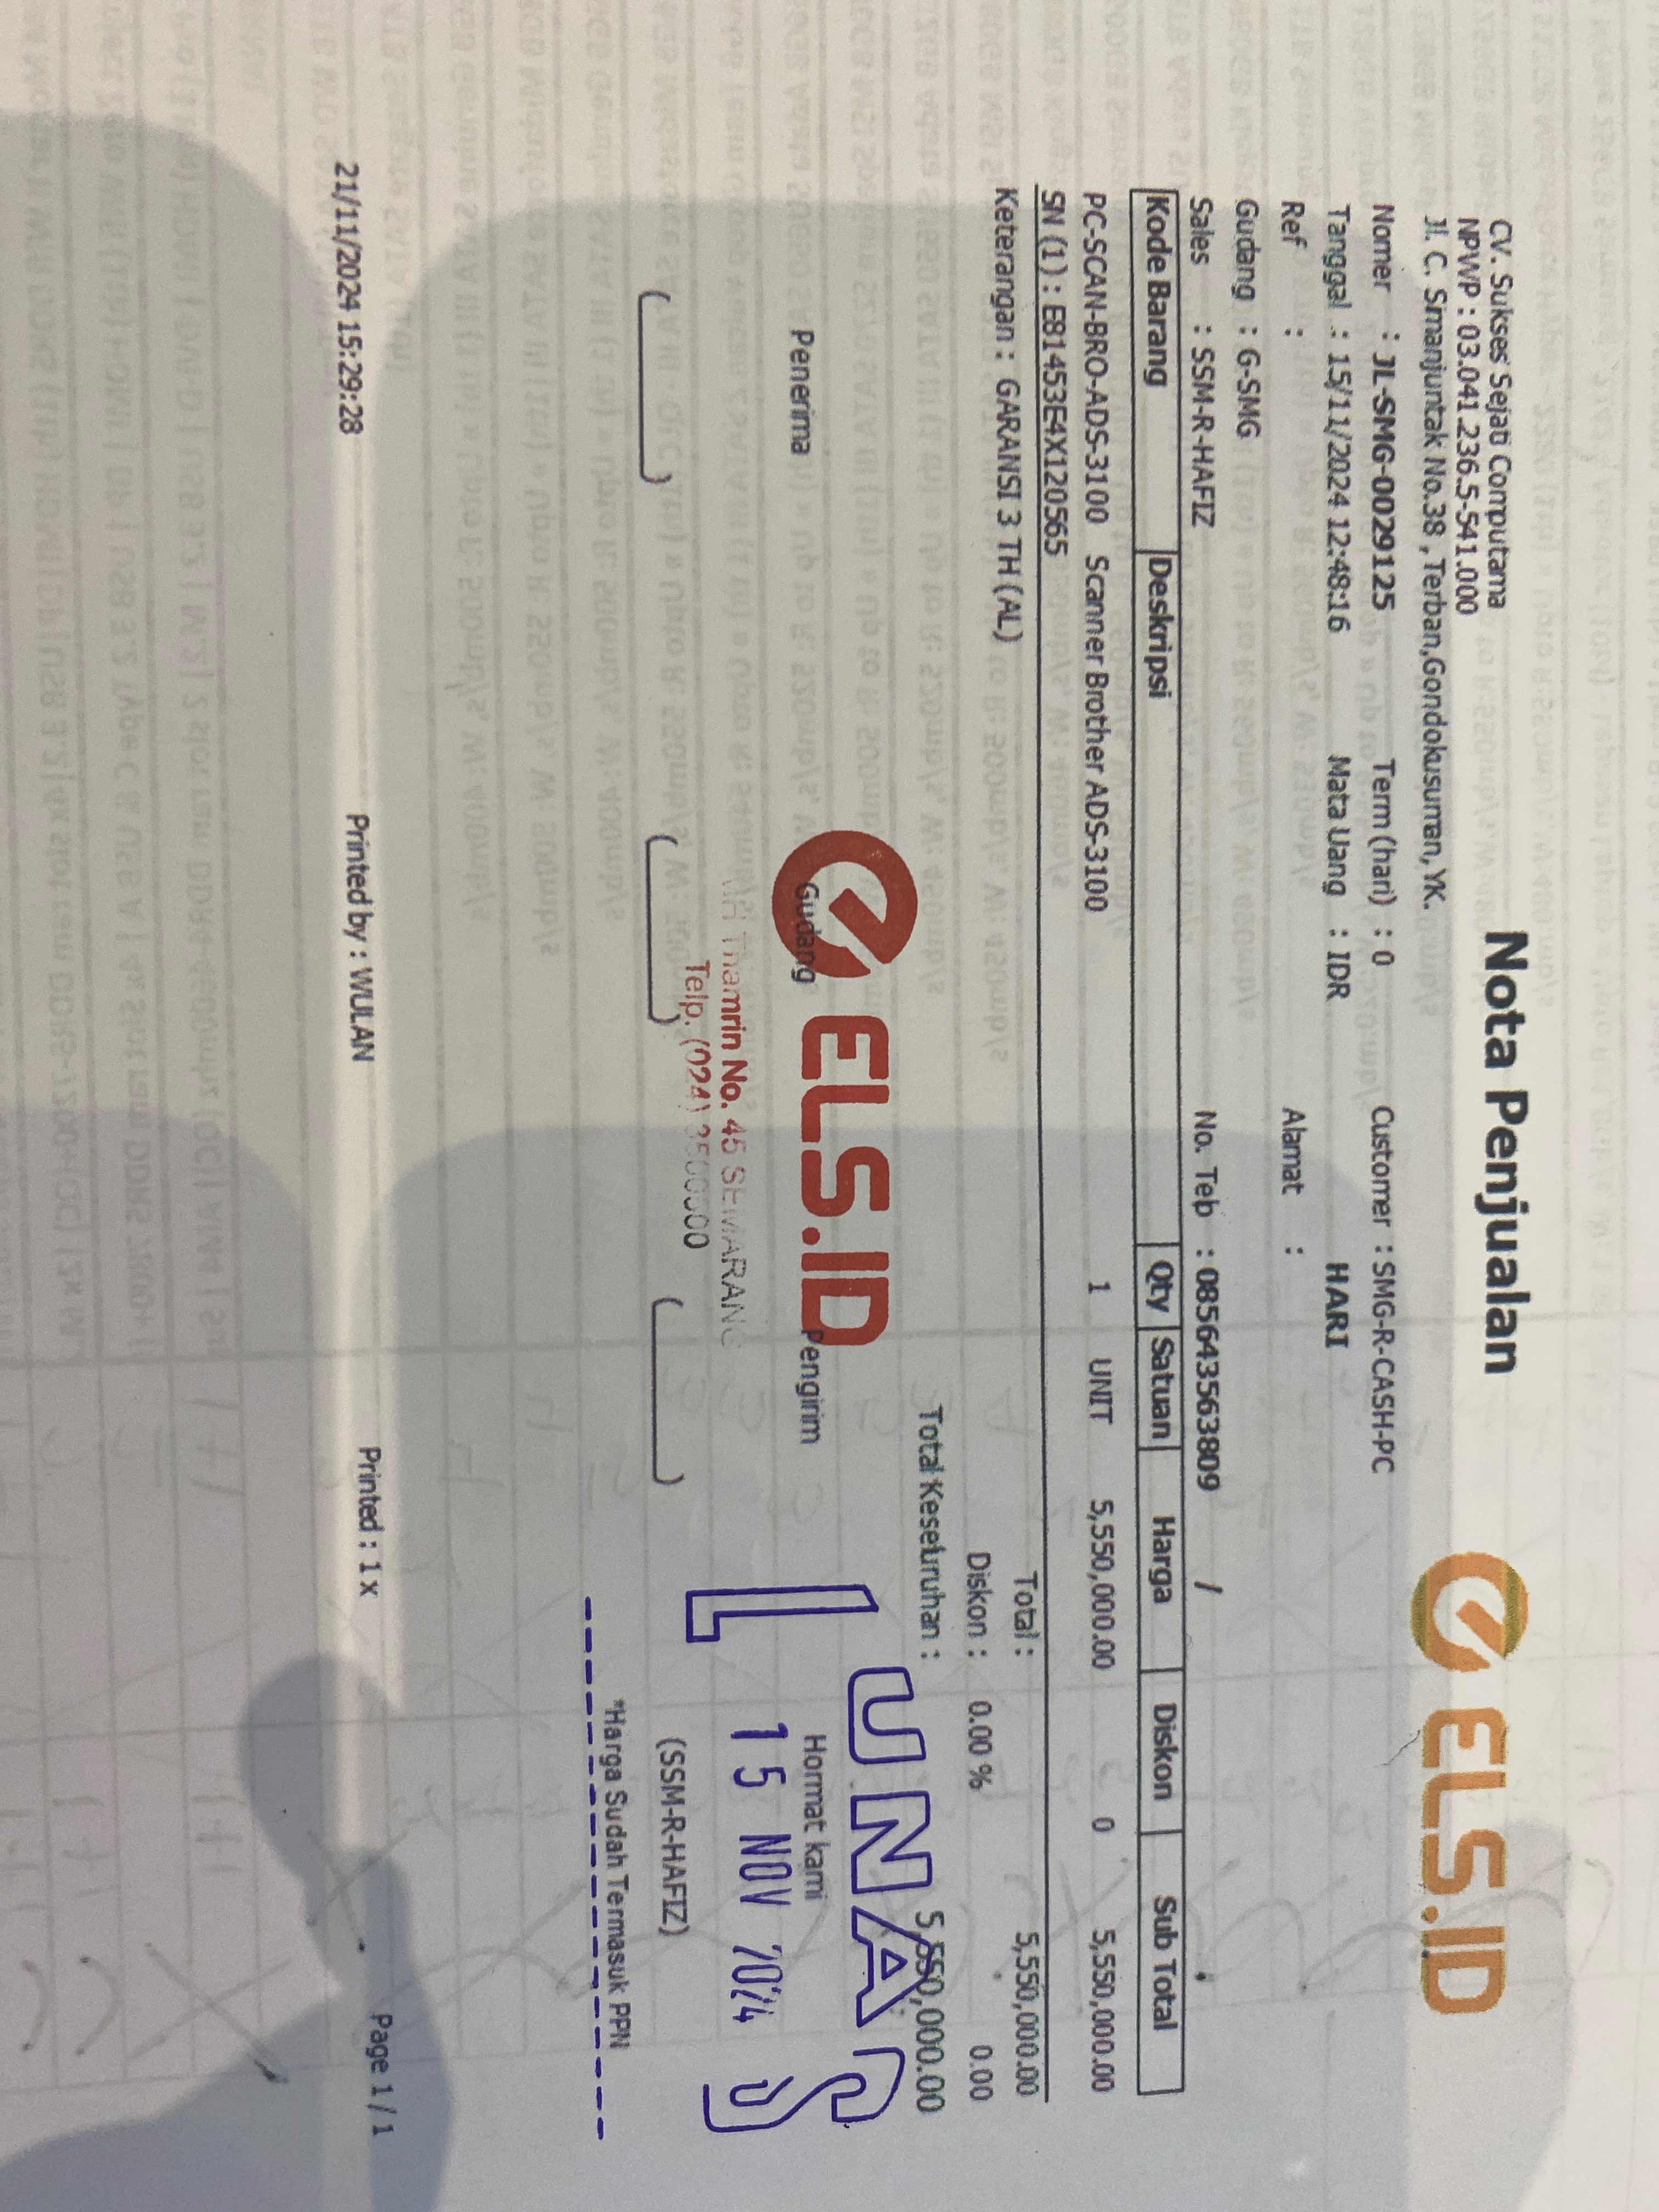 CV. Sukses Sejati Computama
Nota Penjualan
ELS.ID
NPWP : 03.041.236.5-541.000
Jl. C. Simanjuntak No.38 , Terban,Gondokusuman, YK.
Nomer : JL-SMG-00291125 Term (hari) : 0 Customer : SMG-R-CASH-PC
Tanggal : 15/11/2024 12:48:16 Mata Uang : IDR HARI
Ref : Alamat :
Gudang : G-SMG
Sales : SSM-R-HAFIZ No. Telp : 085643563809 /
Kode Barang Deskripsi Qty Satuan Harga Diskon Sub Total
PC-SCAN-BRO-ADS-3100 Scanner Brother ADS-3100 1 UNIT 5,550,000.00 0 5,550,000.00
SN (1) : E81453E4X120565
Keterangan : GARANSI 3 TH (AL) Total : 5,550,000.00
Diskon : 0.00 % 0.00
Total Keseluruhan : 5,550,000.00
LUNAS
ELS.ID
Penerima Gudang Pengirim Hormat kami
Thamrin No. 45 SEMARANG
15 NOV 2024
Telp. (024)
( ) ( ) ( ) (SSM-R-HAFIZ)
*Harga Sudah Termasuk PPN
21/11/2024 15:29:28 Printed by : WULAN Printed : 1 x Page 1 / 1